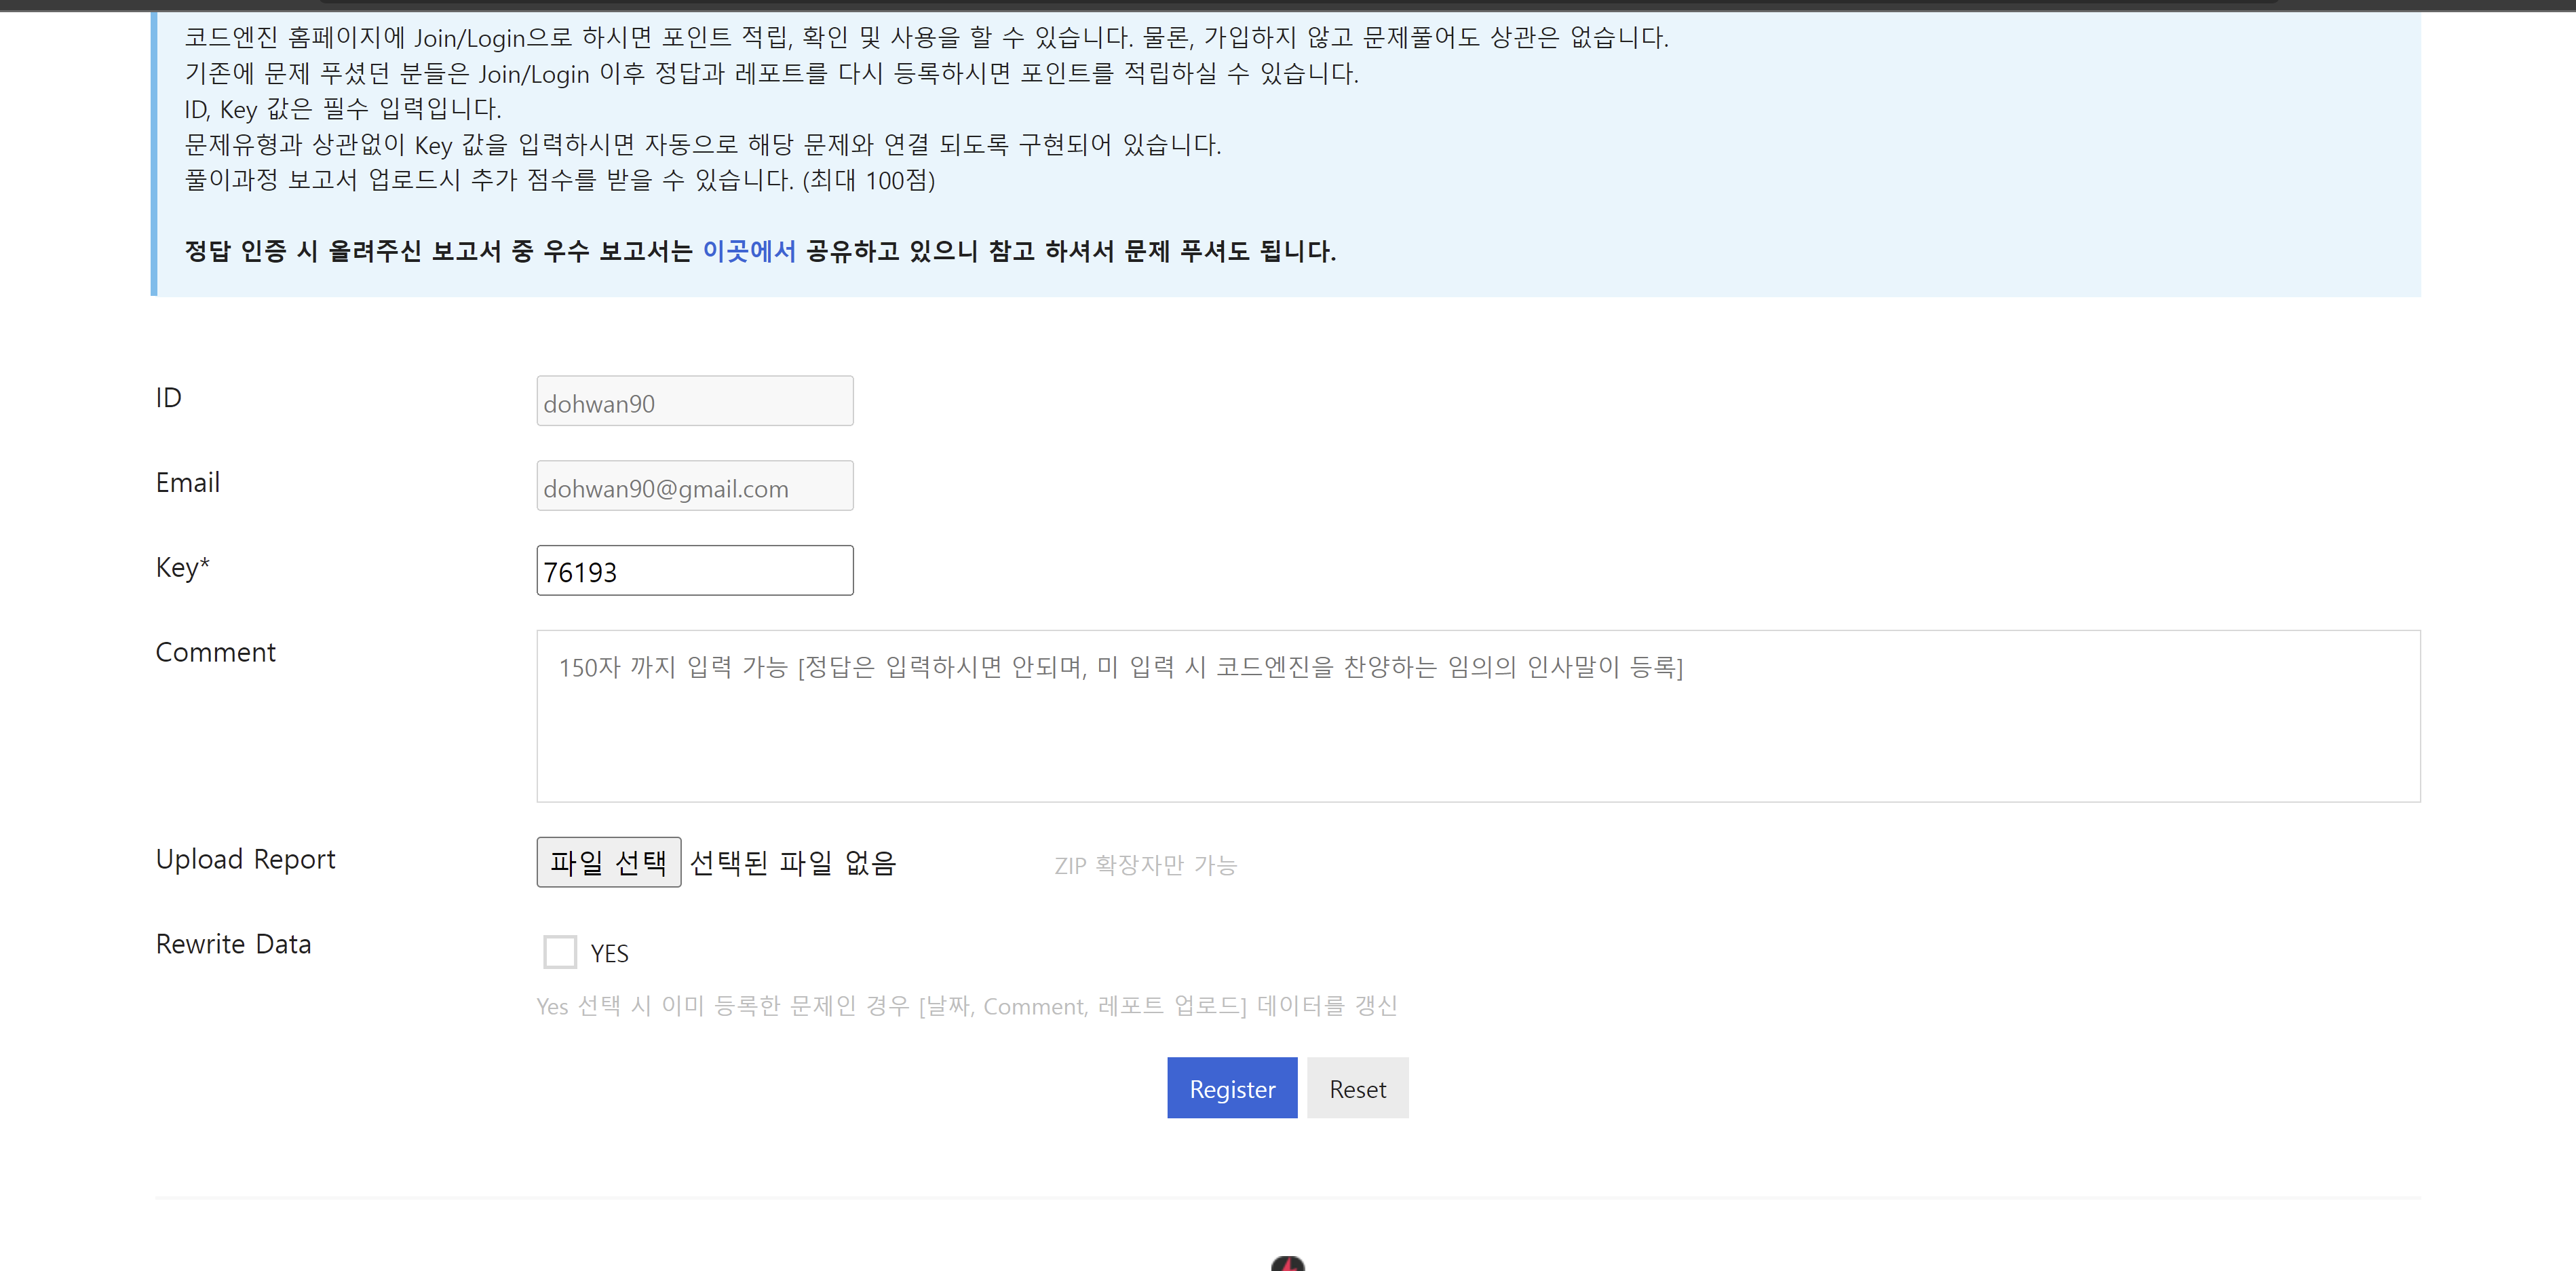 코드엔진 홈페이지에 Join/Login으로 하시면 포인트 적립, 확인 및 사용을 할 수 있습니다. 물론, 가입하지 않고 문제풀어도 상관은 없습니다.
기존에 문제 푸셨던 분들은 Join/Login 이후 정답과 레포트를 다시 등록하시면 포인트를 적립하실 수 있습니다.
ID, Key 값은 필수 입력입니다.
문제유형과 상관없이 Key 값을 입력하시면 자동으로 해당 문제와 연결 되도록 구현되어 있습니다.
풀이과정 보고서 업로드시 추가 점수를 받을 수 있습니다. (최대 100점)
정답 인증 시 올려주신 보고서 중 우수 보고서는 이곳에서 공유하고 있으니 참고 하셔서 문제 푸셔도 됩니다.
ID
dohwan90
Email
dohwan90@gmail.com
Key*
76193
Comment
150자 까지 입력 가능 [정답은 입력하시면 안되며, 미 입력 시 코드엔진을 찬양하는 임의의 인사말이 등록]
Upload Report
파일 선택 선택된 파일 없음 ZIP 확장자만 가능
Rewrite Data
YES
Yes 선택 시 이미 등록한 문제인 경우 [날짜, Comment, 레포트 업로드] 데이터를 갱신
Register Reset